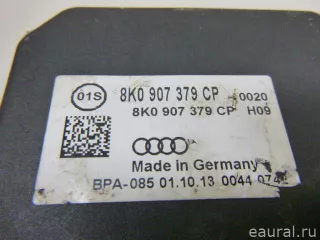 01S 8K0 907 379 CP 0020
8K0 907 379 CP H09
Made in Germany
BPA-085 01.10.13 0044
eaural.ru